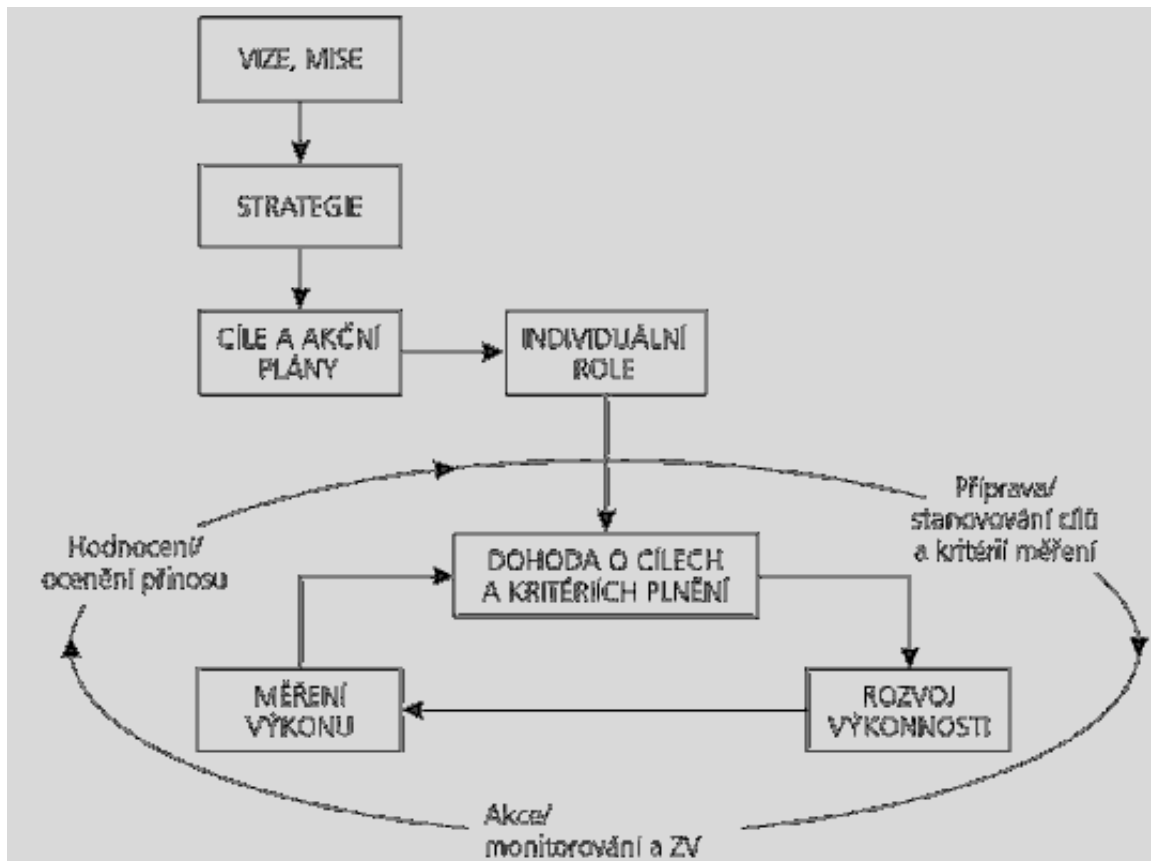 VIZE, MISE
STRATEGIE
CÍLE A AKČNÍ
PLÁNY
INDIVIDUÁLNÍ
ROLE
Příprava/
stanovování cílů
a kritérií měření
Hodnocení/
ocenění přínosu
DOHODA O CÍLECH
A KRITÉRIÍCH PLNĚNÍ
MĚŘENÍ
VÝKONU
ROZVOJ
VÝKONNOSTI
Akce/
monitorování a ZV